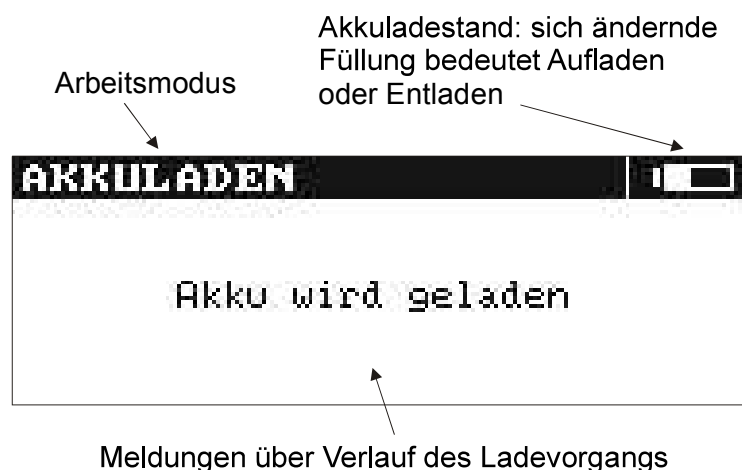 Akkuladestand: sich ändernde
Füllung bedeutet Aufladen
oder Entladen
Arbeitsmodus
AKKULADEN
Akku wird geladen
Meldungen über Verlauf des Ladevorgangs